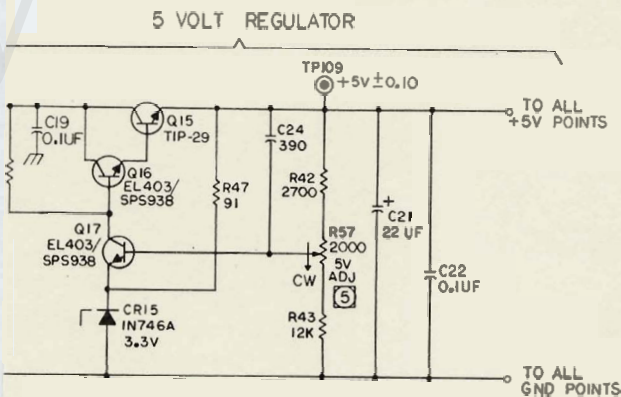 5 VOLT REGULATOR
TP109
+5V±0.10
TO ALL
+5V POINTS
C19
0.1UF
Q15
TIP-29
C24
390
R42
2700
Q16
EL403/
SPS938
R47
91
+
C21
22 UF
Q17
EL403/
SPS938
R57
2000
5V
ADJ
5
CW
C22
0.1UF
CR15
IN746A
3.3V
R43
12K
TO ALL
GND POINTS